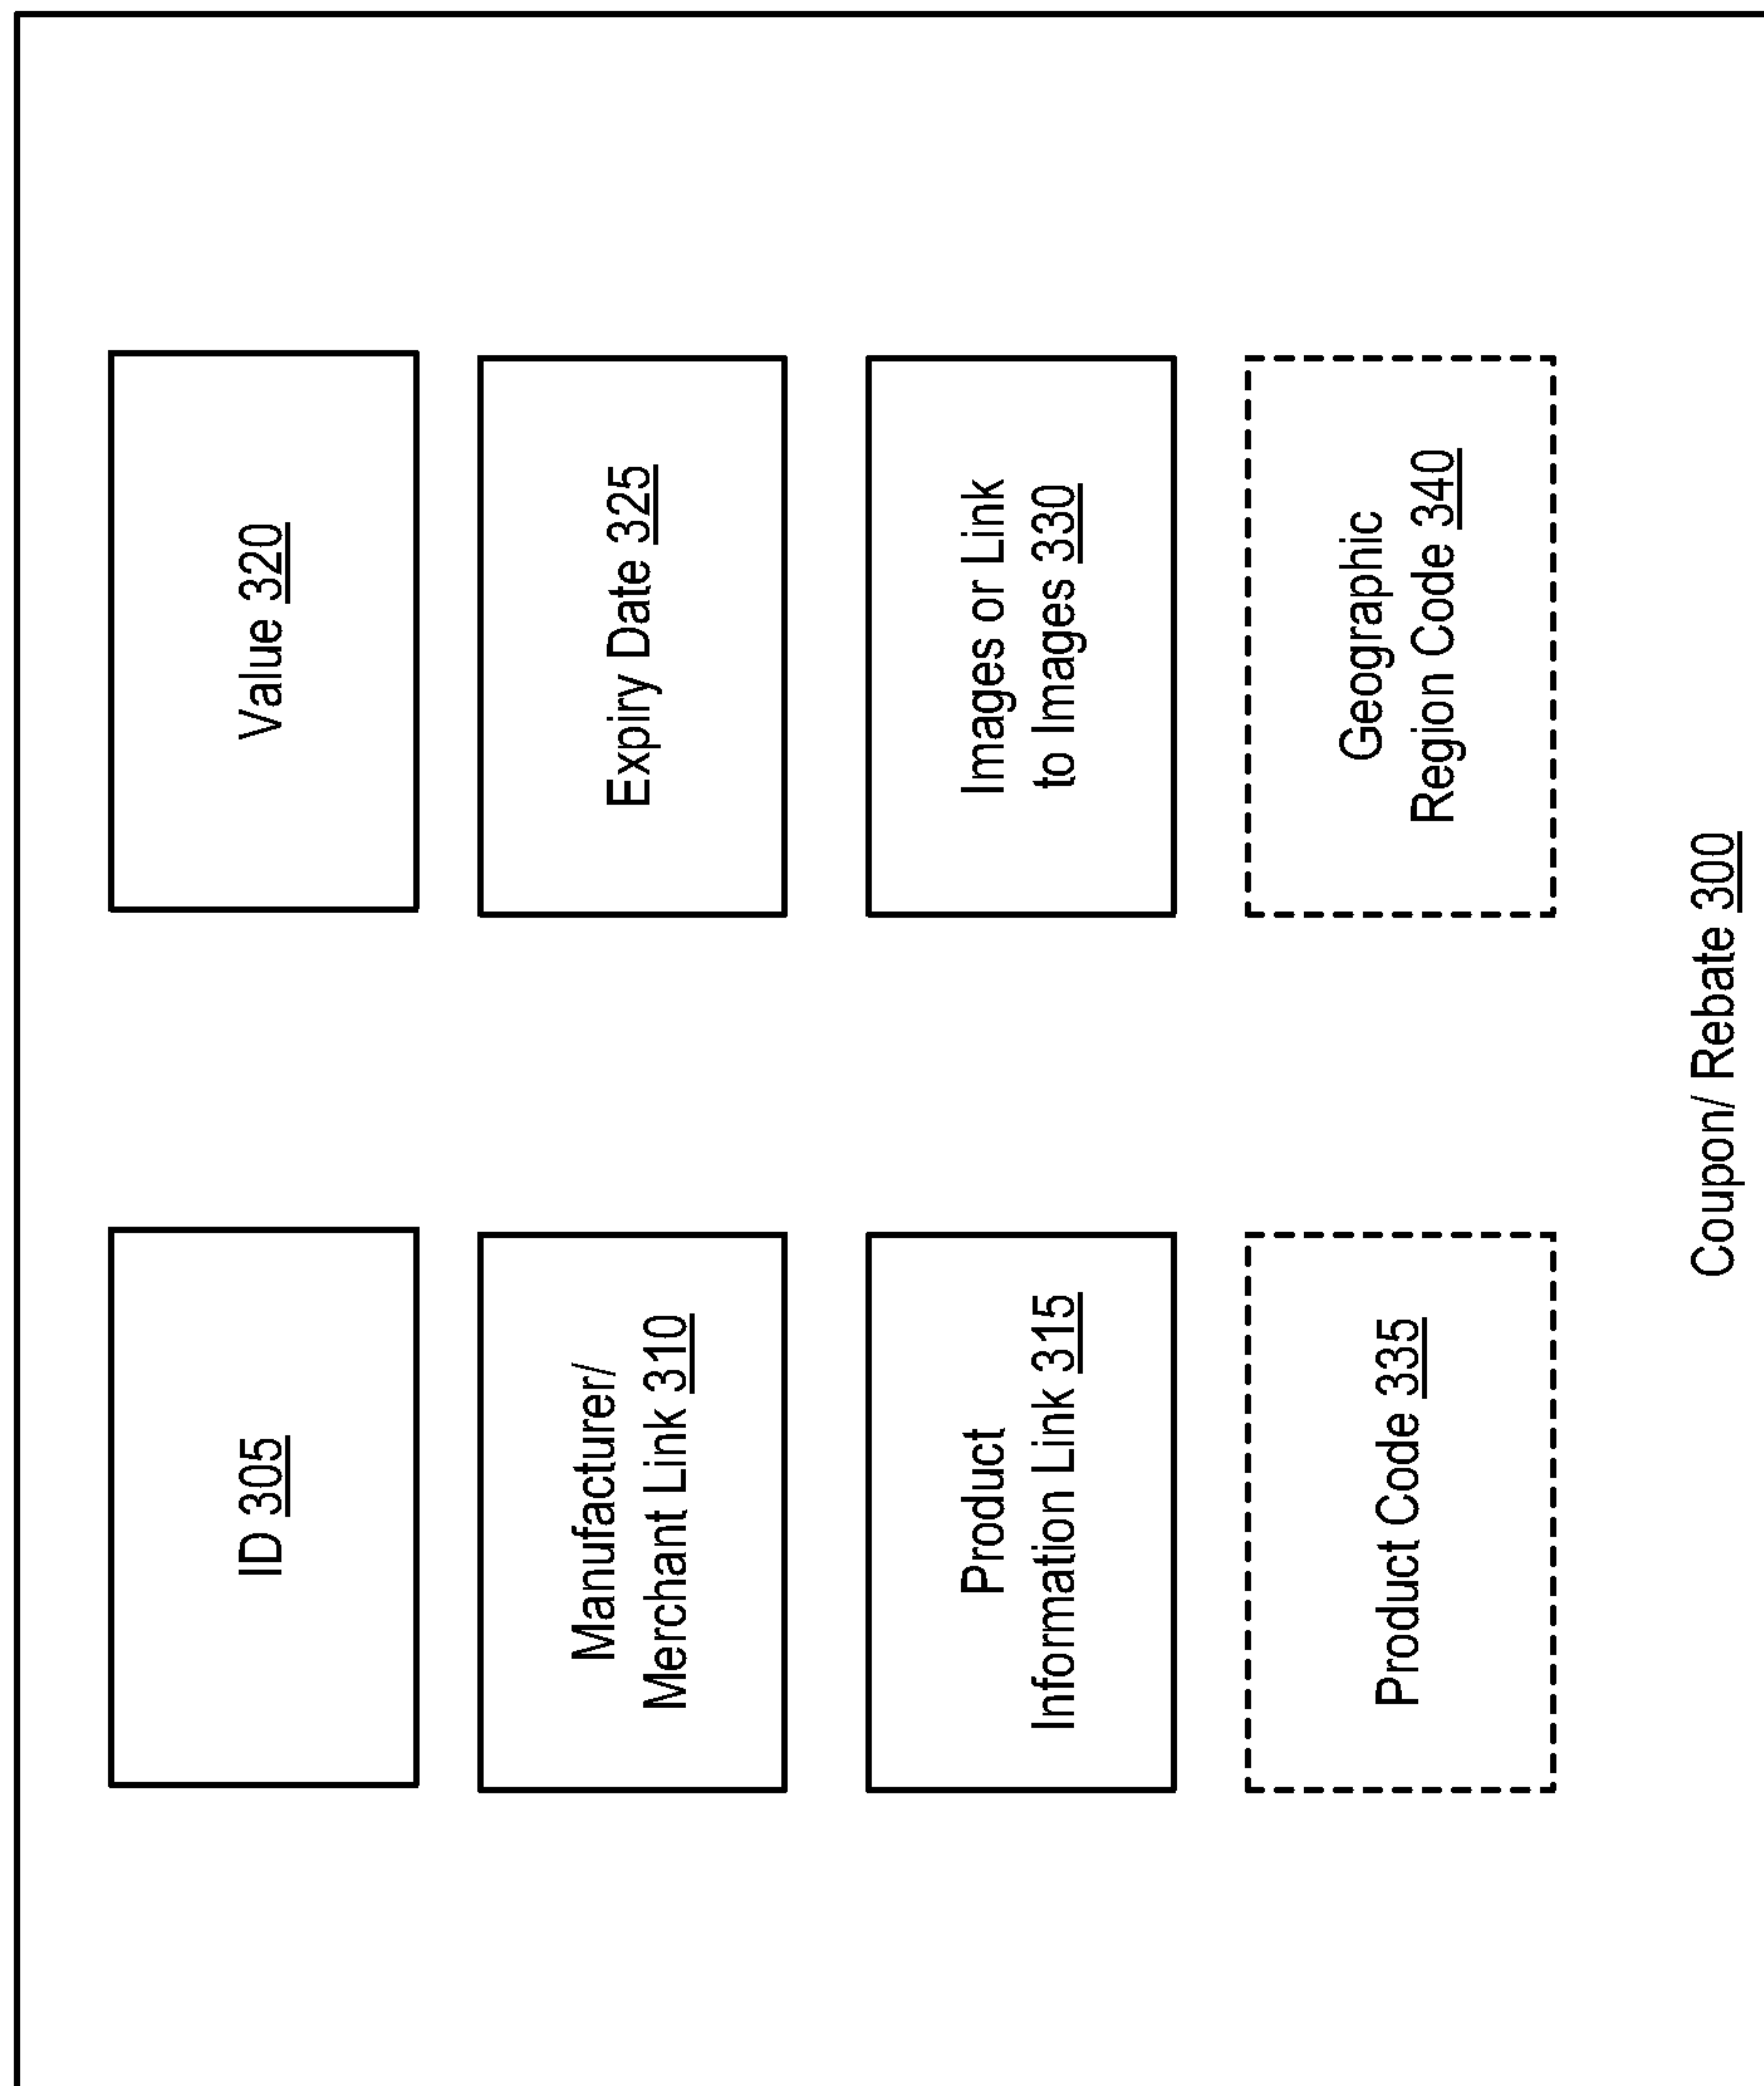 ID 305
Value 320
Manufacturer/
Merchant Link 310
Expiry Date 325
Product
Information Link 315
Images or Link
to Images 330
Product Code 335
Geographic
Region Code 340
Coupon/ Rebate 300